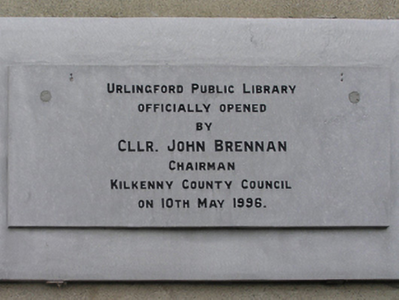 Urlingford Public Library
officially opened
by
Cllr. John Brennan
Chairman
Kilkenny County Council
on 10th May 1996.